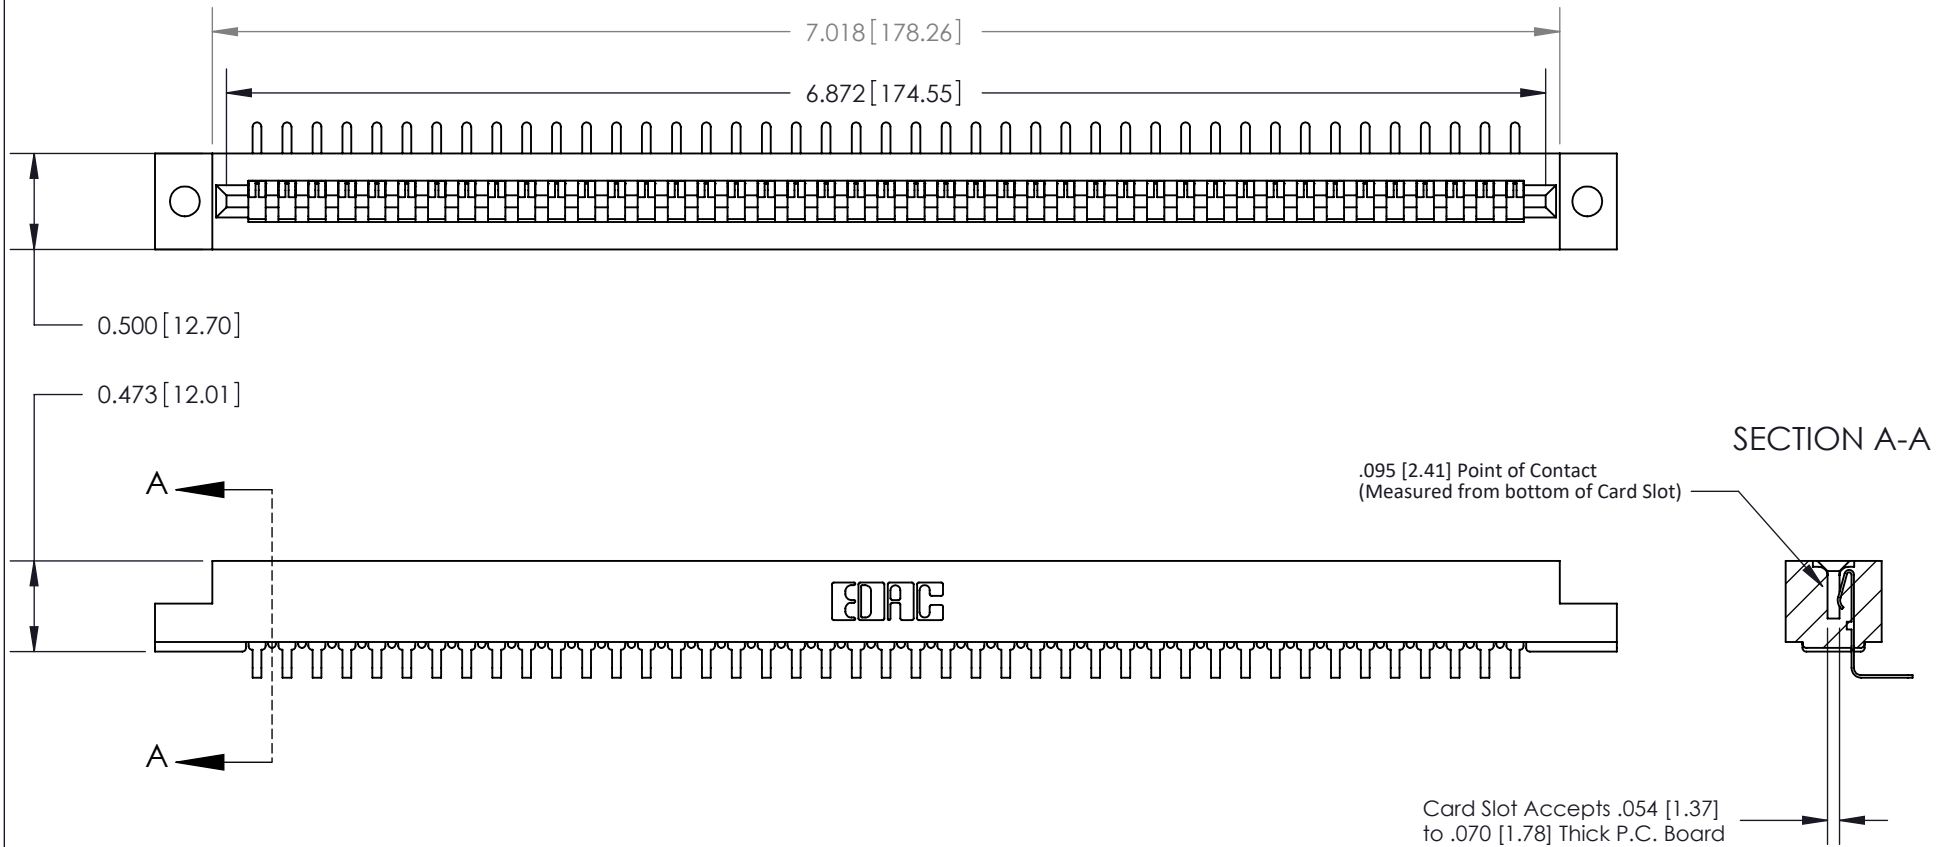 7.018[178.26]
6.872[174.55]
0.500[12.70]
0.473[12.01]
SECTION A-A
.095 [2.41] Point of Contact
(Measured from bottom of Card Slot)
A
EDAC
A
Card Slot Accepts .054 [1.37]
to .070 [1.78] Thick P.C. Board